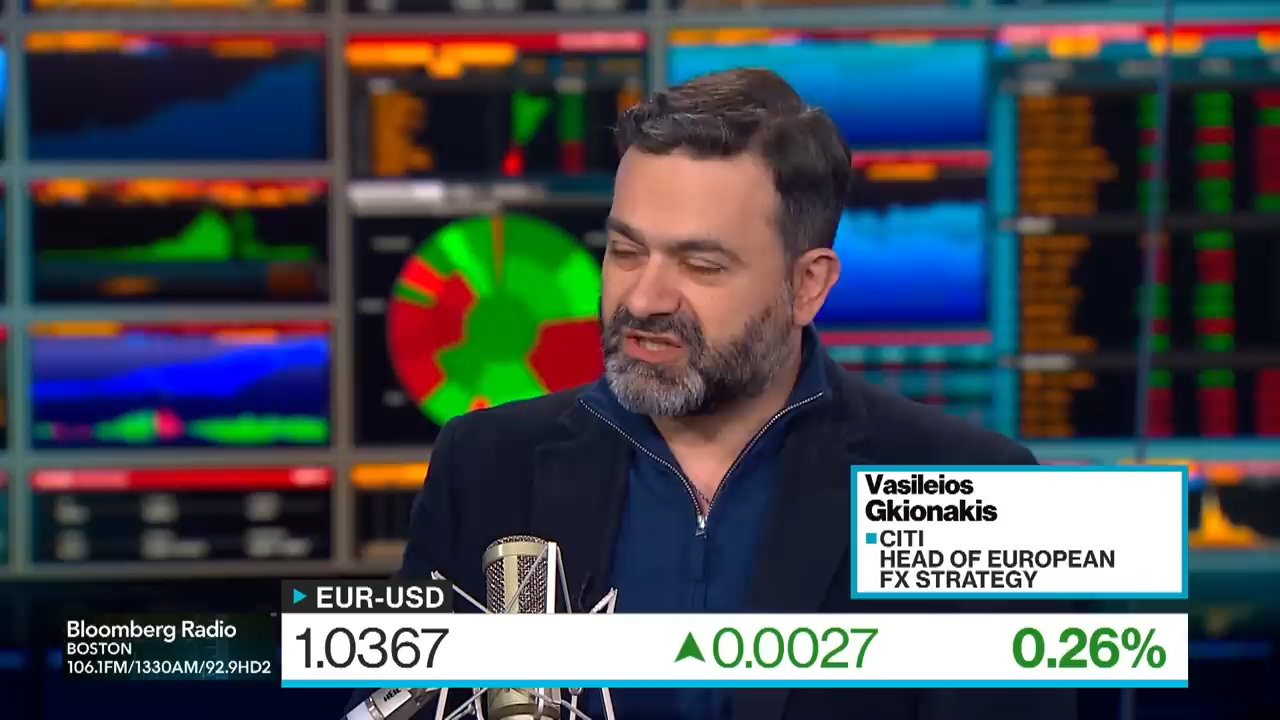 Vasileios
Gkionakis
CITI
HEAD OF EUROPEAN
FX STRATEGY
EUR-USD
Bloomberg Radio
BOSTON
106.1FM/1330AM/92.9HD2
1.0367
0.0027
0.26%